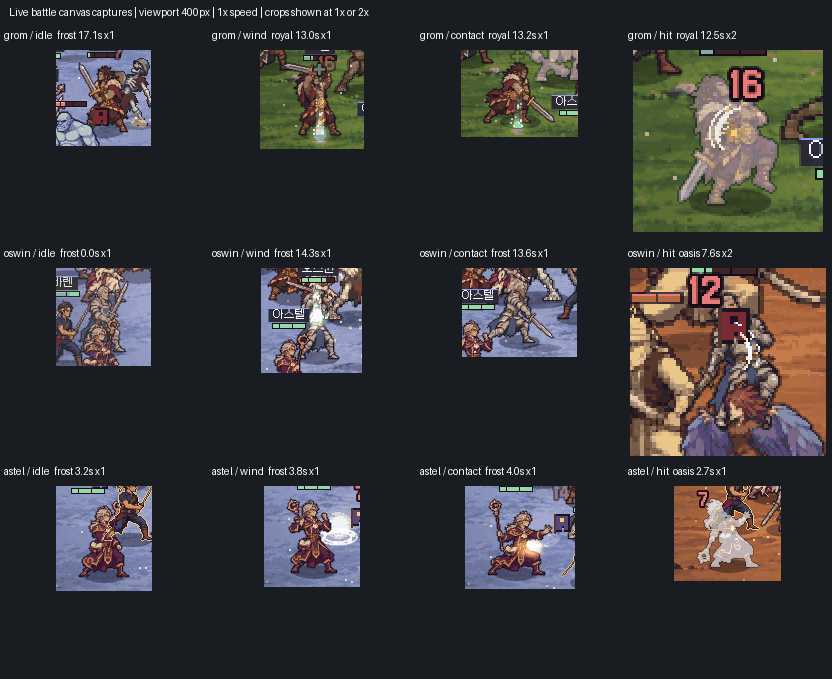 Live battle canvas captures | viewport 400px | 1x speed | crops shown at 1x or 2x
grom / idle frost 17.1s x1
grom / wind royal 13.0s x1
grom / contact royal 13.2s x1
grom / hit royal 12.5s x2
16
아스
16
oswin / idle frost 0.0s x1
oswin / wind frost 14.3s x1
oswin / contact frost 13.6s x1
oswin / hit oasis 7.6s x2
아스텔
아스텔
12
astel / idle frost 3.2s x1
astel / wind frost 3.8s x1
astel / contact frost 4.0s x1
astel / hit oasis 2.7s x1
7